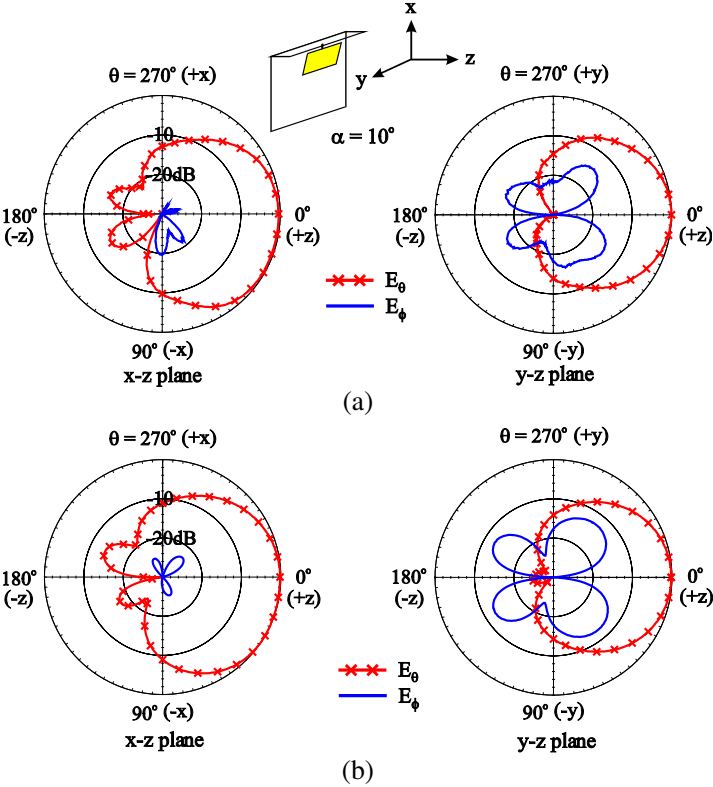 x
z
y
α = 10°
θ = 270° (+x)
-10
-20dB
180°
(-z)
0°
(+z)
90° (-x)
x-z plane
θ = 270° (+y)
180°
(-z)
0°
(+z)
90° (-y)
y-z plane
Eθ
Eϕ
(a)
θ = 270° (+x)
-10
-20dB
180°
(-z)
0°
(+z)
90° (-x)
x-z plane
θ = 270° (+y)
180°
(-z)
0°
(+z)
90° (-y)
y-z plane
Eθ
Eϕ
(b)